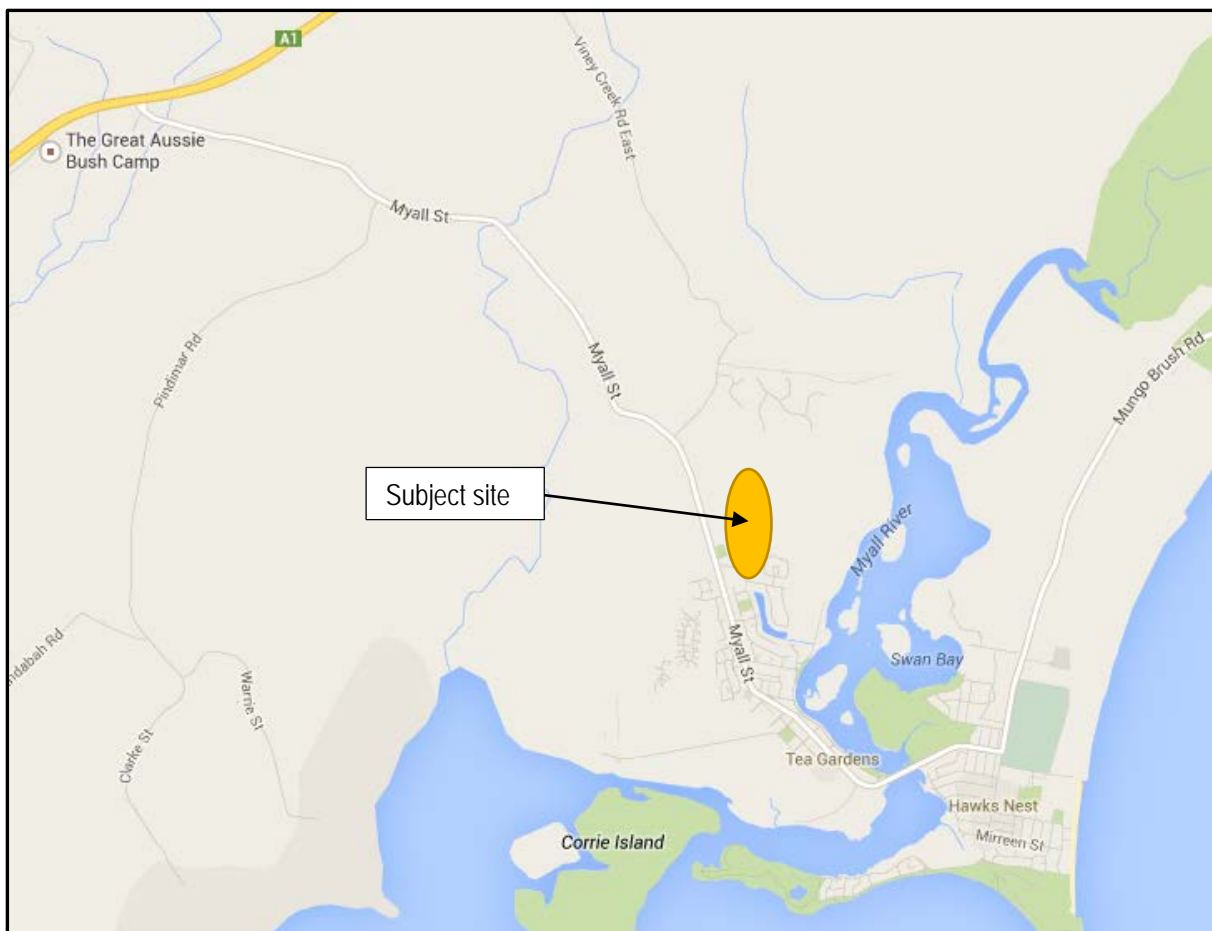 A1
Viney Creek Rd East
The Great Aussie
Bush Camp
Myall St
Pindimar Rd
Myall St
Mungo Brush Rd
Subject site
Myall River
ndabah Rd
Warrie St
Myall St
Swan Bay
Clarke St
Tea Gardens
Hawks Nest
Corrie Island
Mirreen St